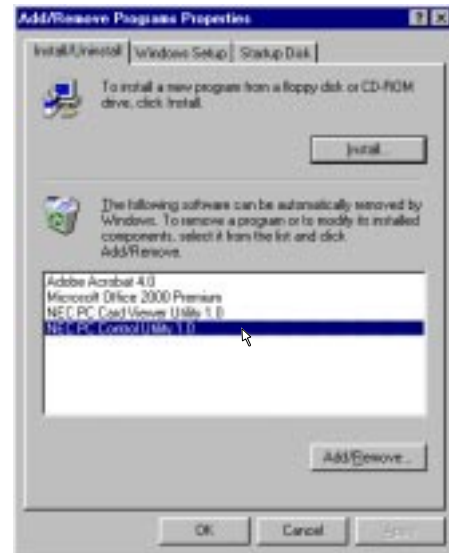 Add/Remove Programs Properties
Install/Uninstall
Windows Setup
Startup Disk
To install a new program from a floppy disk or CD-ROM
drive, click Install.
Install...
The following software can be automatically removed by
Windows. To remove a program or to modify its installed
components, select it from the list and click
Add/Remove.
Adobe Acrobat 4.0
Microsoft Office 2000 Premium
NEC PC Card Viewer Utility 1.0
NEC PC Control Utility 1.0
Add/Remove...
OK
Cancel
Apply